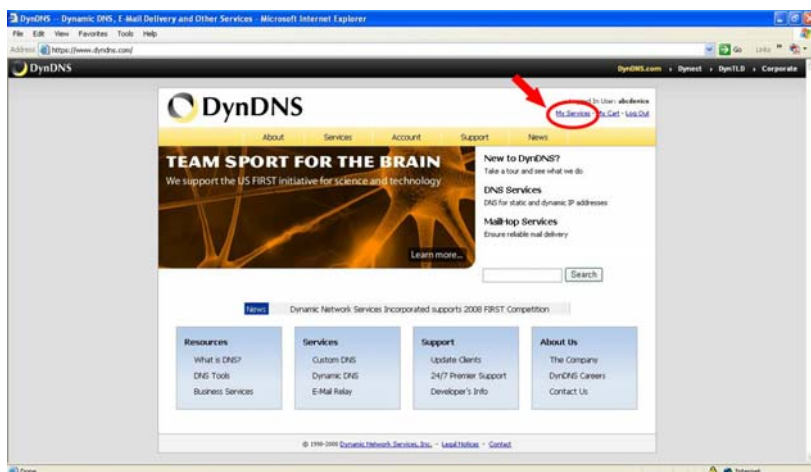 DynDNS -- Dynamic DNS, E-Mail Delivery and Other Services - Microsoft Internet Explorer
File Edit View Favorites Tools Help
Address https://www.dyndns.com/ Go Links »
DynDNS DynDNS.com Dynect DynTLD Corporate
DynDNS
Logged In User:
My Services - My Cart - Log Out
About Services Account Support News
TEAM SPORT FOR THE BRAIN
We support the US FIRST initiative for science and technology
Learn more...
New to DynDNS?
Take a tour and see what we do
DNS Services
DNS for static and dynamic IP addresses
MailHop Services
Ensure reliable mail delivery
Search
News Dynamic Network Services Incorporated supports 2008 FIRST Competition
Resources
What is DNS?
DNS Tools
Business Services
Services
Custom DNS
Dynamic DNS
E-Mail Relay
Support
Update Clients
24/7 Premier Support
Developer's Info
About Us
The Company
DynDNS Careers
Contact Us
© 1998-2008 Dynamic Network Services, Inc. - Legal Notices - Contact
Done Internet